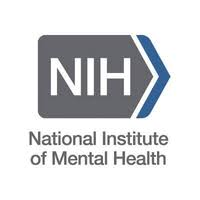 NIH
National Institute
of Mental Health